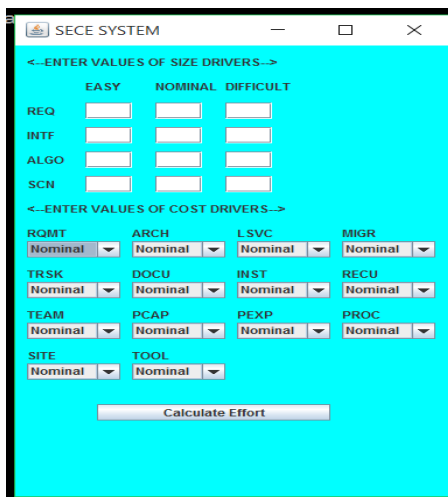 SECE SYSTEM
<--ENTER VALUES OF SIZE DRIVERS-->
EASY NOMINAL DIFFICULT
REQ
INTF
ALGO
SCN
<--ENTER VALUES OF COST DRIVERS-->
RQMT ARCH LSVC MIGR
Nominal Nominal Nominal Nominal
TRSK DOCU INST RECU
Nominal Nominal Nominal Nominal
TEAM PCAP PEXP PROC
Nominal Nominal Nominal Nominal
SITE TOOL
Nominal Nominal
Calculate Effort